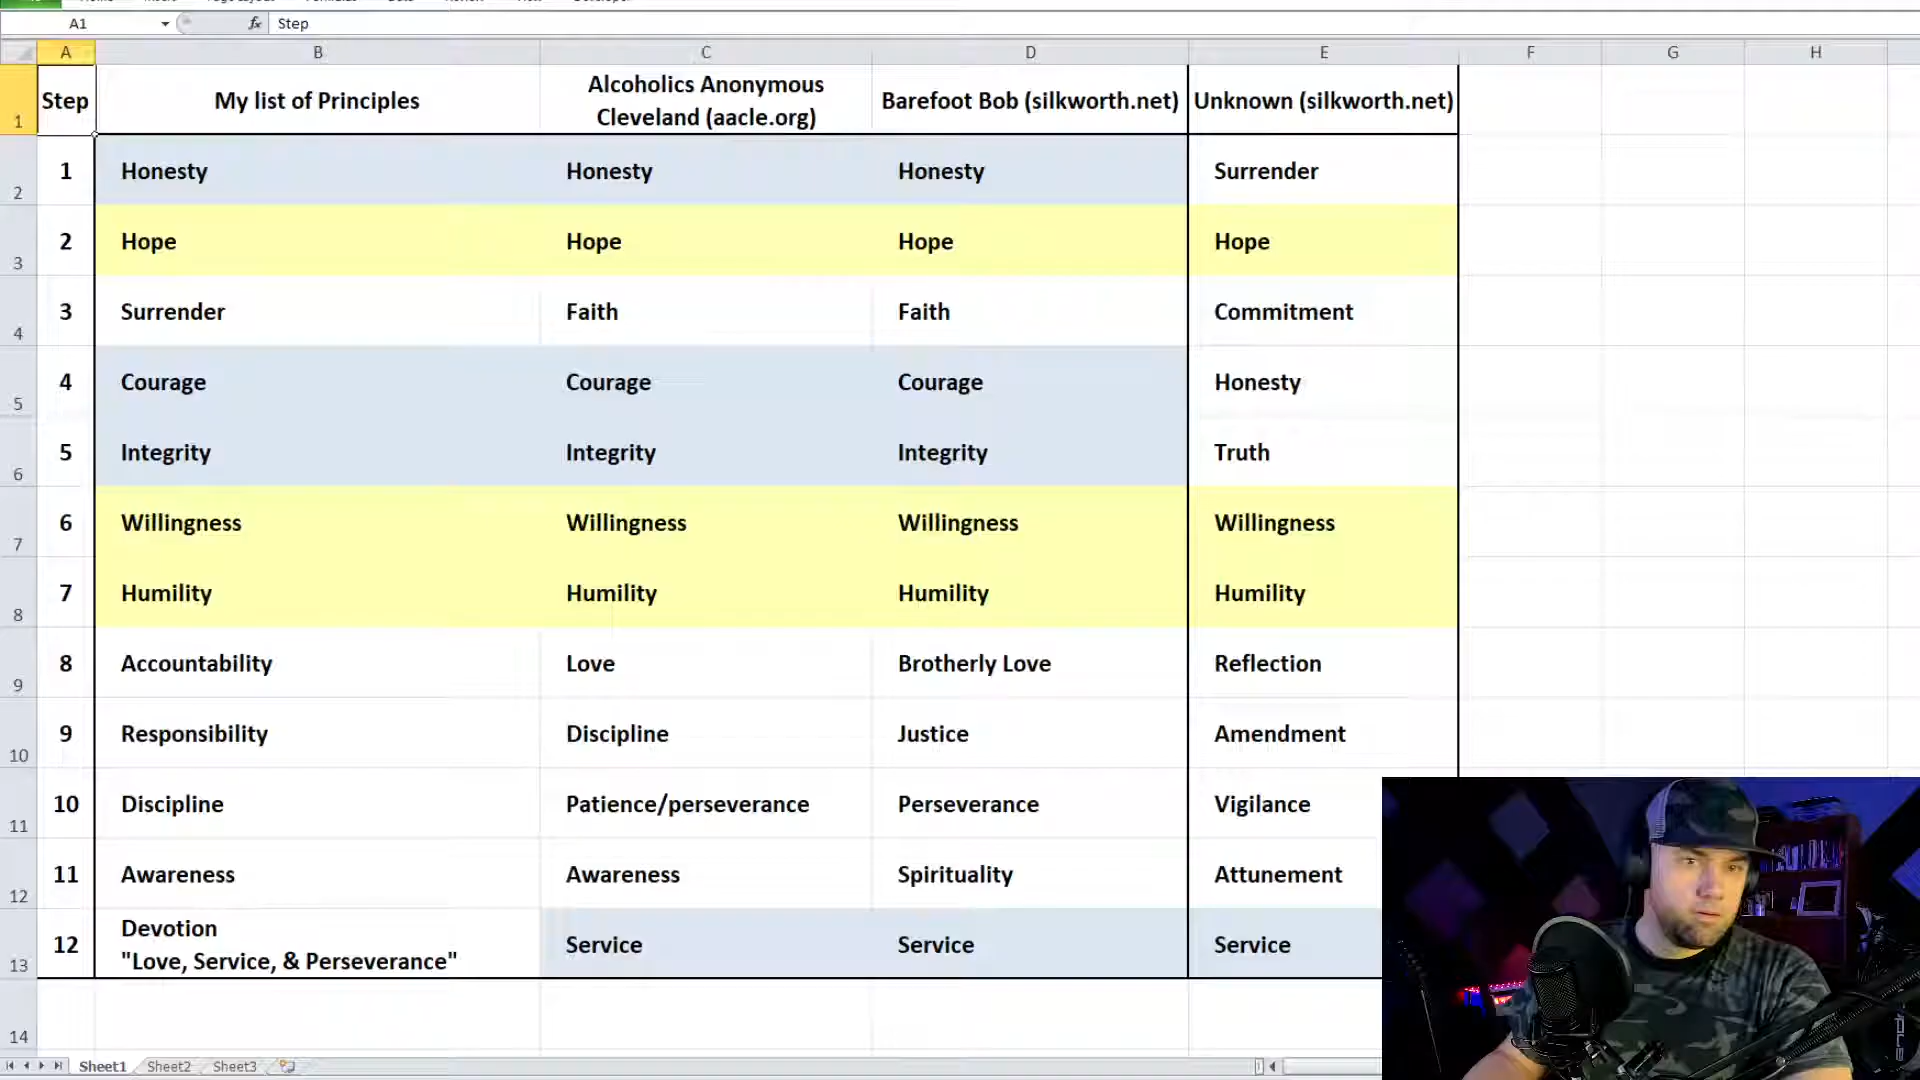 A1 fx Step
A B C D E F G H
1 Step My list of Principles Alcoholics Anonymous Cleveland (aacle.org) Barefoot Bob (silkworth.net) Unknown (silkworth.net)
2 1 Honesty Honesty Honesty Surrender
3 2 Hope Hope Hope Hope
4 3 Surrender Faith Faith Commitment
5 4 Courage Courage Courage Honesty
6 5 Integrity Integrity Integrity Truth
7 6 Willingness Willingness Willingness Willingness
8 7 Humility Humility Humility Humility
9 8 Accountability Love Brotherly Love Reflection
10 9 Responsibility Discipline Justice Amendment
11 10 Discipline Patience/perseverance Perseverance Vigilance
12 11 Awareness Awareness Spirituality Attunement
13 12 Devotion "Love, Service, & Perseverance" Service Service Service
14
Sheet1 Sheet2 Sheet3